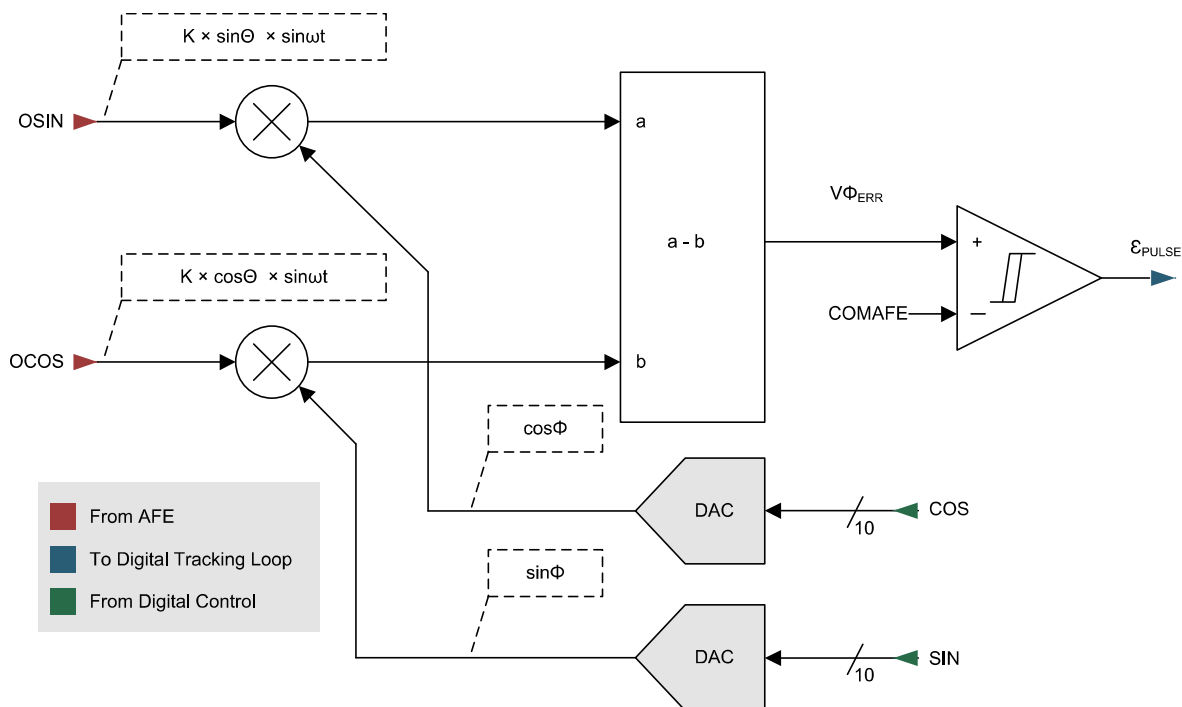 K × sinΘ × sinωt
OSIN
a
VΦERR
a - b
+
εPULSE
K × cosΘ × sinωt
COMAFE
−
OCOS
b
cosΦ
DAC
COS
10
From AFE
To Digital Tracking Loop
From Digital Control
sinΦ
DAC
SIN
10